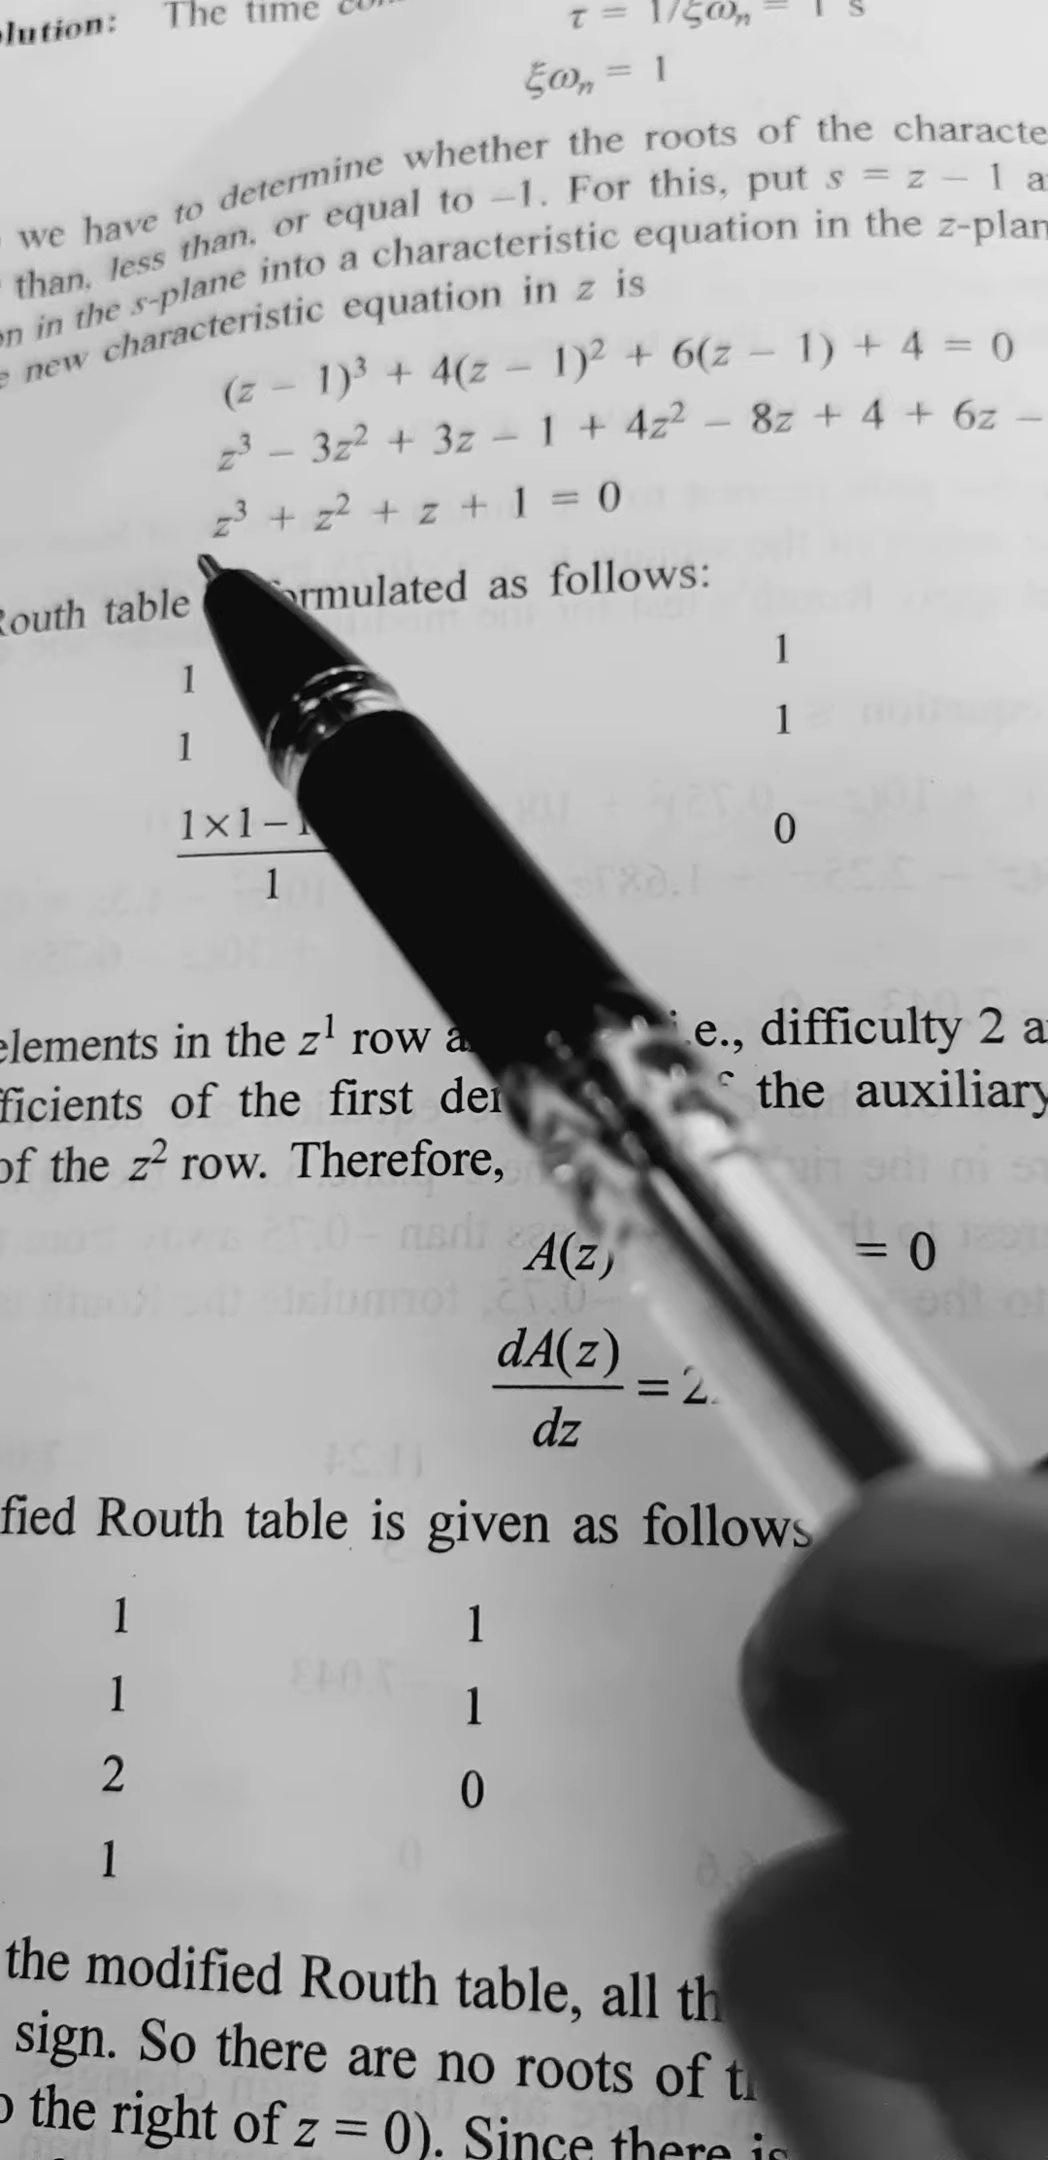 lution: The time
τ = 1/ξωn = 1 s
ξωn = 1
we have to determine whether the roots of the characte
than, less than, or equal to −1. For this, put s = z − 1 a
on in the s-plane into a characteristic equation in the z-plan
e new characteristic equation in z is
(z − 1)³ + 4(z − 1)² + 6(z − 1) + 4 = 0
z³ − 3z² + 3z − 1 + 4z² − 8z + 4 + 6z −
z³ + z² + z + 1 = 0
Routh table ormulated as follows:
1 1
1 1
1×1−1 0
1
elements in the z¹ row a i.e., difficulty 2 a
fficients of the first der the auxiliary
of the z² row. Therefore,
A(z) = 0
dA(z)
dz
= 2
fied Routh table is given as follows
1 1
1 1
2 0
1
the modified Routh table, all th
sign. So there are no roots of t
o the right of z = 0). Since there is